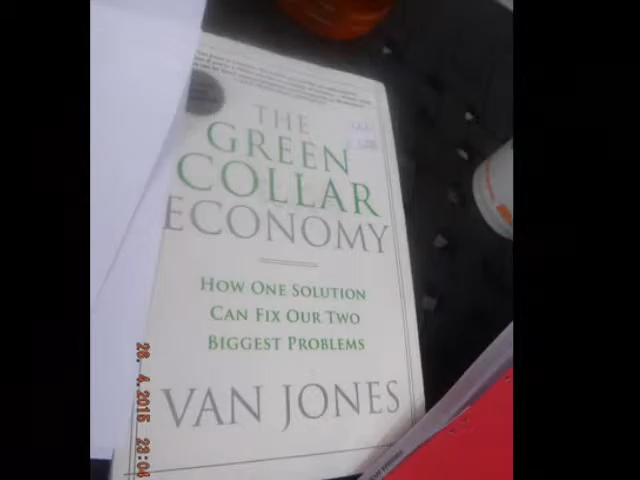 THE
GREEN
COLLAR
ECONOMY
HOW ONE SOLUTION
CAN FIX OUR TWO
BIGGEST PROBLEMS
VAN JONES
26. 4. 2015 23:04